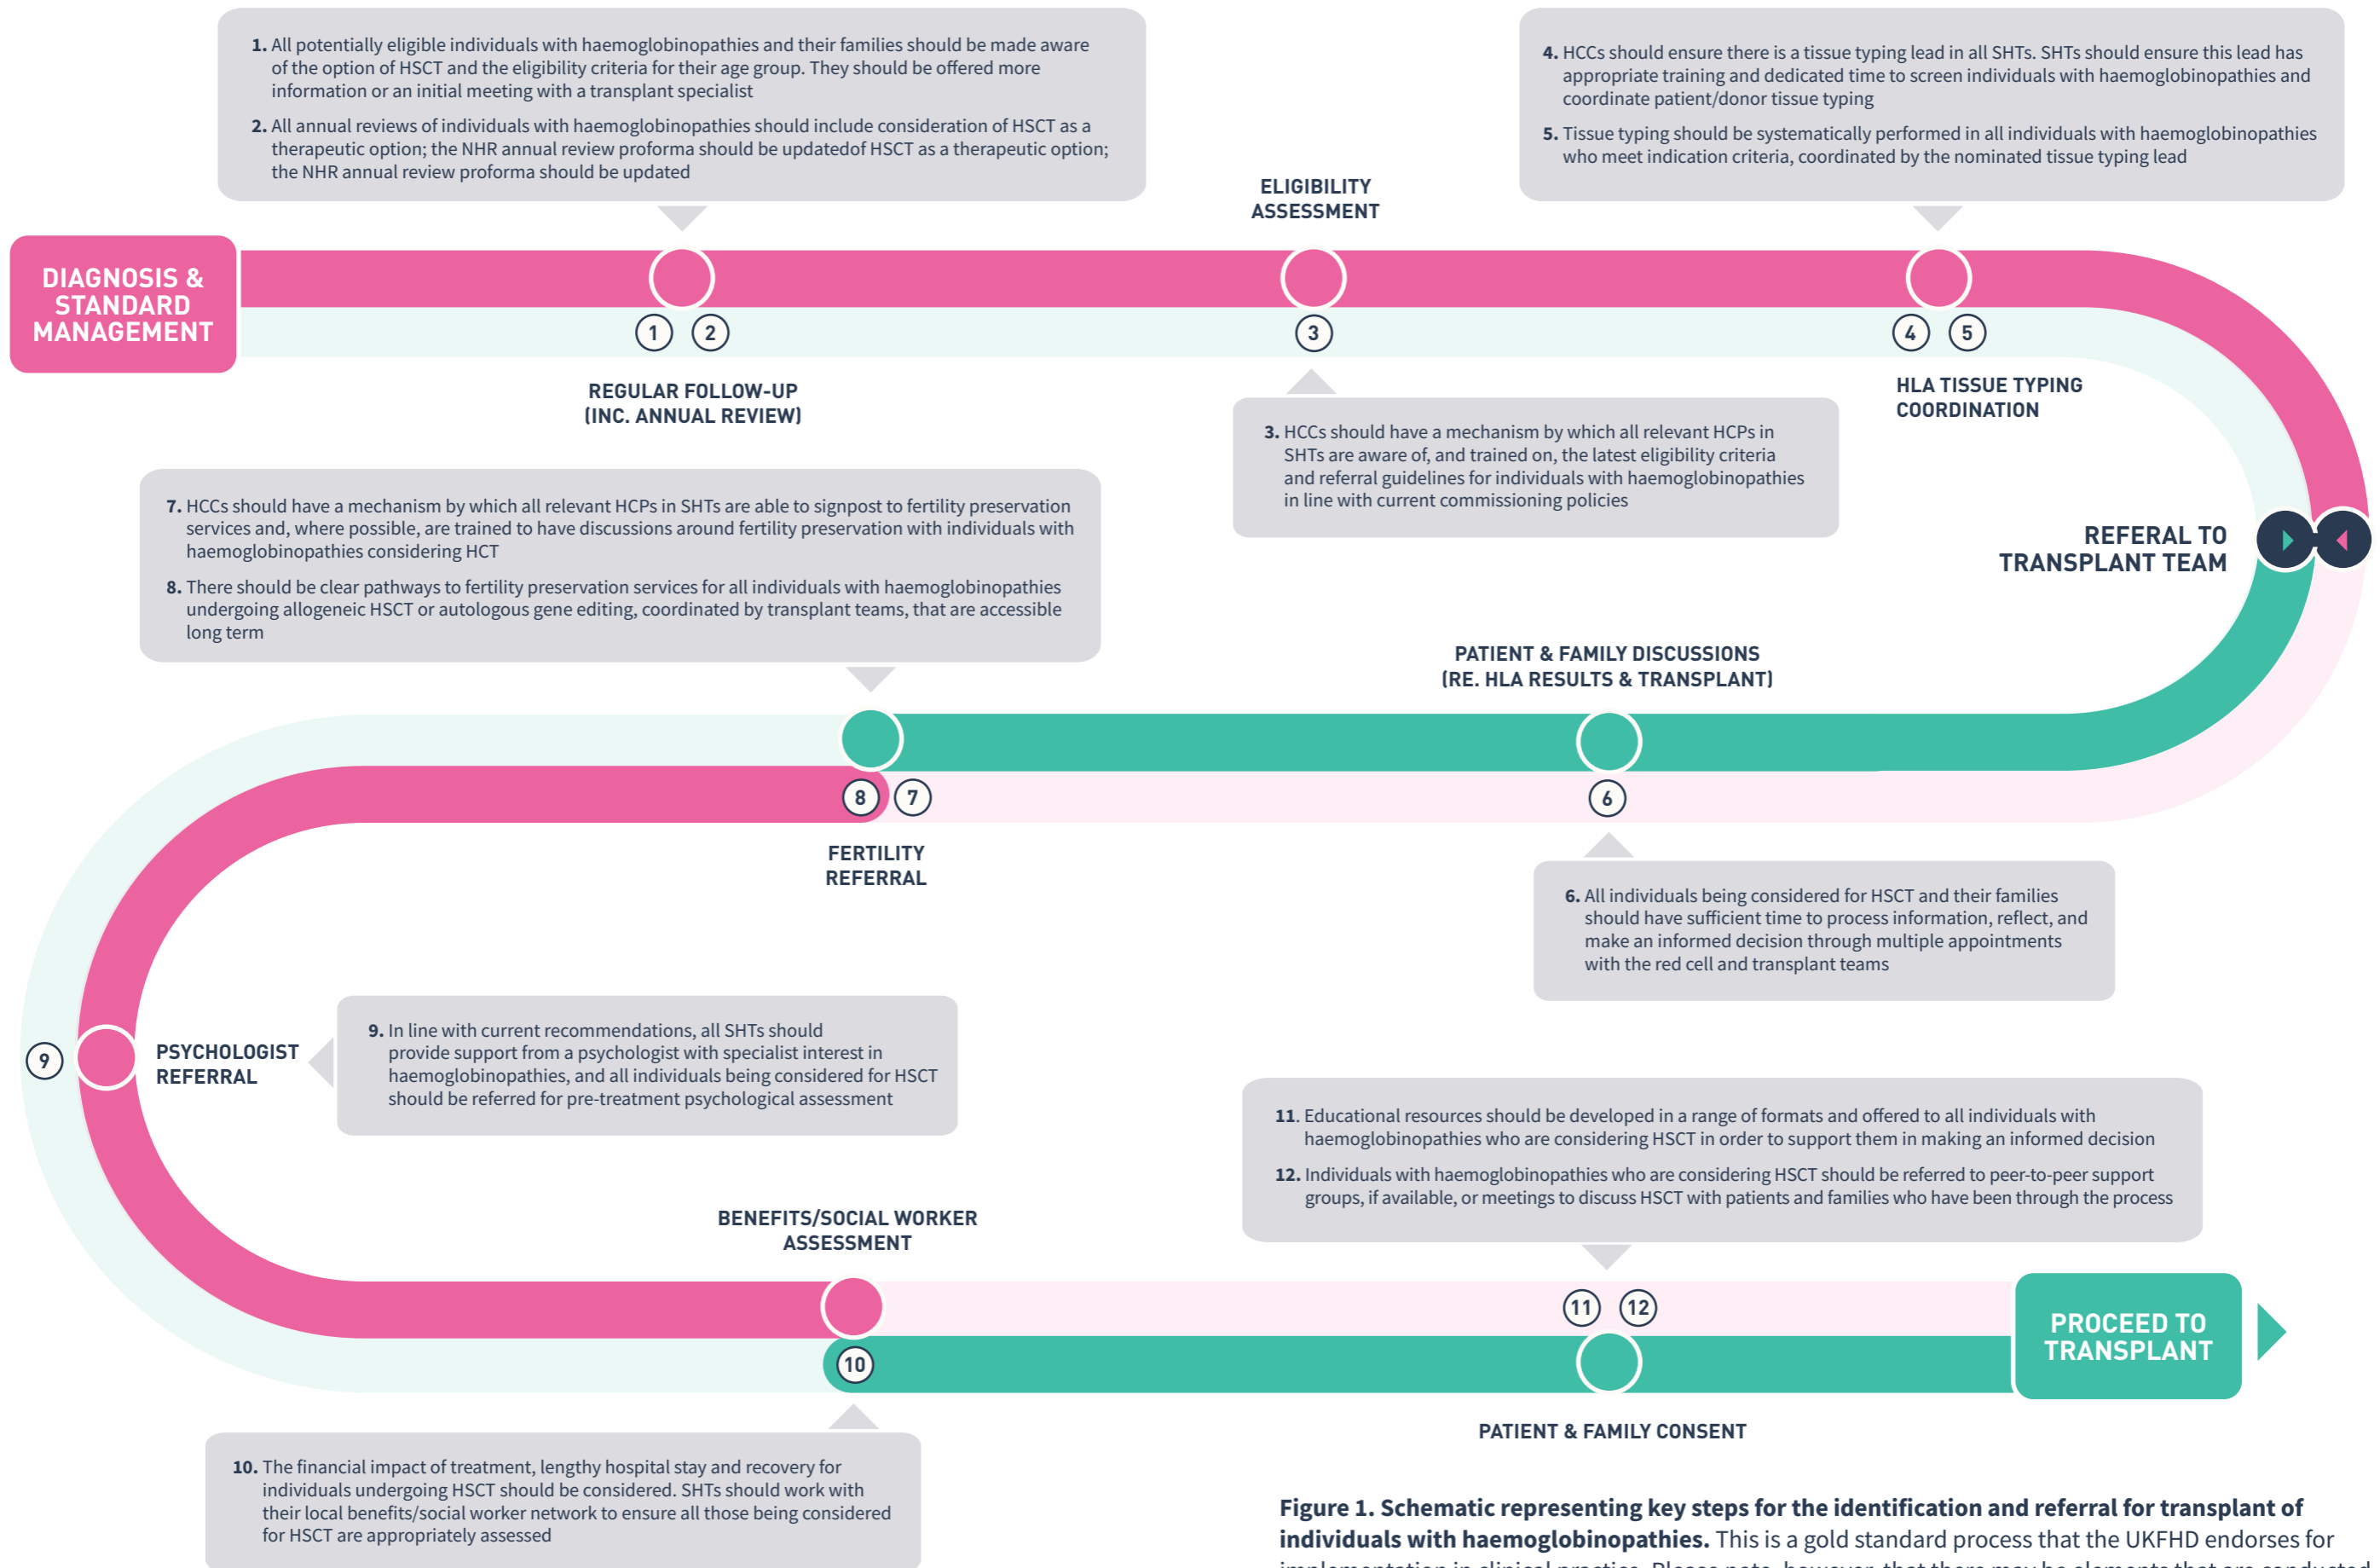 1. All potentially eligible individuals with haemoglobinopathies and their families should be made aware
of the option of HSCT and the eligibility criteria for their age group. They should be offered more
information or an initial meeting with a transplant specialist
2. All annual reviews of individuals with haemoglobinopathies should include consideration of HSCT as a
therapeutic option; the NHR annual review proforma should be updatedof HSCT as a therapeutic option;
the NHR annual review proforma should be updated
4. HCCs should ensure there is a tissue typing lead in all SHTs. SHTs should ensure this lead has
appropriate training and dedicated time to screen individuals with haemoglobinopathies and
coordinate patient/donor tissue typing
5. Tissue typing should be systematically performed in all individuals with haemoglobinopathies
who meet indication criteria, coordinated by the nominated tissue typing lead
ELIGIBILITY
ASSESSMENT
DIAGNOSIS &
STANDARD
MANAGEMENT
1 2
3
4 5
REGULAR FOLLOW-UP
(INC. ANNUAL REVIEW)
HLA TISSUE TYPING
COORDINATION
3. HCCs should have a mechanism by which all relevant HCPs in
SHTs are aware of, and trained on, the latest eligibility criteria
and referral guidelines for individuals with haemoglobinopathies
in line with current commissioning policies
REFERAL TO
TRANSPLANT TEAM
7. HCCs should have a mechanism by which all relevant HCPs in SHTs are able to signpost to fertility preservation
services and, where possible, are trained to have discussions around fertility preservation with individuals with
haemoglobinopathies considering HCT
8. There should be clear pathways to fertility preservation services for all individuals with haemoglobinopathies
undergoing allogeneic HSCT or autologous gene editing, coordinated by transplant teams, that are accessible
long term
PATIENT & FAMILY DISCUSSIONS
(RE. HLA RESULTS & TRANSPLANT)
8 7
6
FERTILITY
REFERRAL
6. All individuals being considered for HSCT and their families
should have sufficient time to process information, reflect, and
make an informed decision through multiple appointments
with the red cell and transplant teams
9
PSYCHOLOGIST
REFERRAL
9. In line with current recommendations, all SHTs should
provide support from a psychologist with specialist interest in
haemoglobinopathies, and all individuals being considered for HSCT
should be referred for pre-treatment psychological assessment
11. Educational resources should be developed in a range of formats and offered to all individuals with
haemoglobinopathies who are considering HSCT in order to support them in making an informed decision
12. Individuals with haemoglobinopathies who are considering HSCT should be referred to peer-to-peer support
groups, if available, or meetings to discuss HSCT with patients and families who have been through the process
BENEFITS/SOCIAL WORKER
ASSESSMENT
11 12
10
PROCEED TO
TRANSPLANT
PATIENT & FAMILY CONSENT
10. The financial impact of treatment, lengthy hospital stay and recovery for
individuals undergoing HSCT should be considered. SHTs should work with
their local benefits/social worker network to ensure all those being considered
for HSCT are appropriately assessed
Figure 1. Schematic representing key steps for the identification and referral for transplant of
individuals with haemoglobinopathies. This is a gold standard process that the UKFHD endorses for
implementation in clinical practice. Please note, however, that there may be elements that are conducted